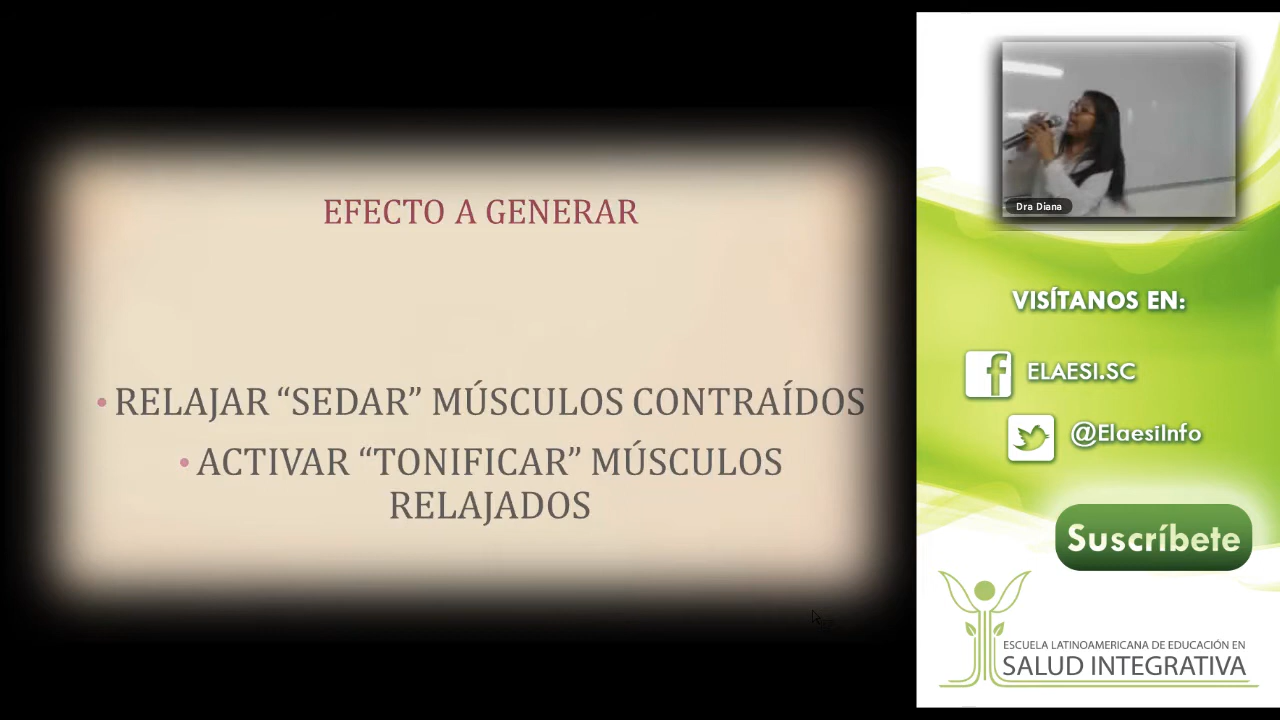 EFECTO A GENERAR
• RELAJAR “SEDAR” MÚSCULOS CONTRAÍDOS
• ACTIVAR “TONIFICAR” MÚSCULOS
RELAJADOS
Dra Diana
VISÍTANOS EN:
ELAESI.SC
@ElaesiInfo
Suscríbete
ESCUELA LATINOAMERICANA DE EDUCACIÓN EN
SALUD INTEGRATIVA